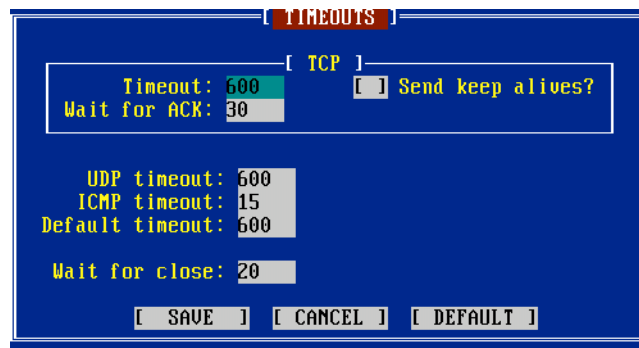 [ TIMEOUTS ]
[ TCP ]
Timeout: 600 [ ] Send keep alives?
Wait for ACK: 30
UDP timeout: 600
ICMP timeout: 15
Default timeout: 600
Wait for close: 20
[ SAVE ] [ CANCEL ] [ DEFAULT ]